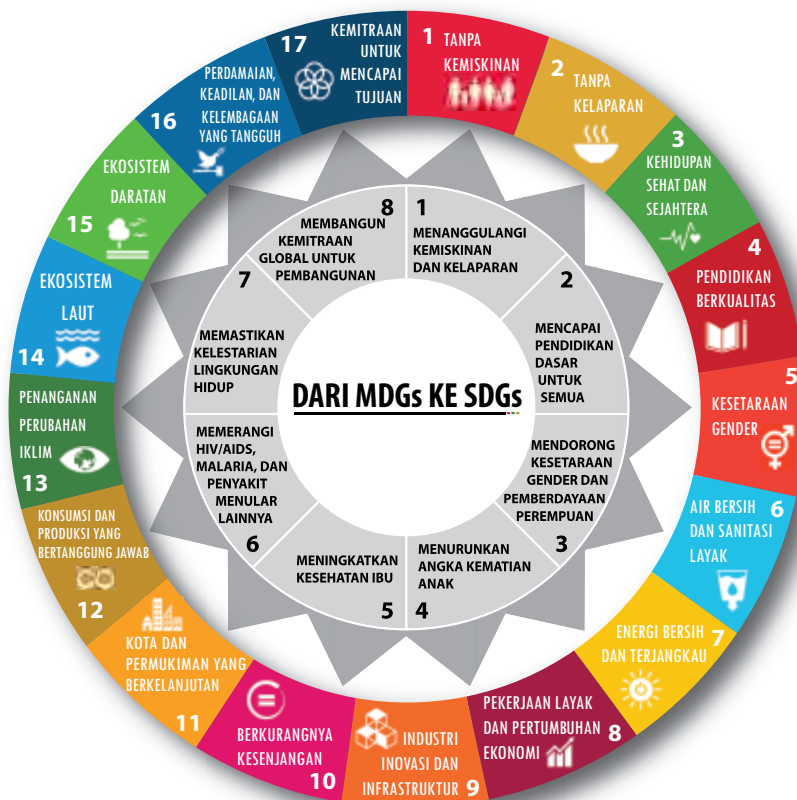 1 TANPA
KEMISKINAN
2 TANPA
KELAPARAN
3
KEHIDUPAN
SEHAT DAN
SEJAHTERA
4
PENDIDIKAN
BERKUALITAS
5
KESETARAAN
GENDER
AIR BERSIH 6
DAN SANITASI
LAYAK
ENERGI BERSIH 7
DAN TERJANGKAU
PEKERJAAN LAYAK
DAN PERTUMBUHAN 8
EKONOMI
INDUSTRI
INOVASI DAN
INFRASTRUKTUR 9
BERKURANGNYA
KESENJANGAN
10
KOTA DAN
PERMUKIMAN YANG
BERKELANJUTAN
11
KONSUMSI DAN
PRODUKSI YANG
BERTANGGUNG JAWAB
12
PENANGANAN
PERUBAHAN
IKLIM
13
EKOSISTEM
LAUT
14
EKOSISTEM
DARATAN
15
16 PERDAMAIAN,
KEADILAN, DAN
KELEMBAGAAN
YANG TANGGUH
17 KEMITRAAN
UNTUK
MENCAPAI
TUJUAN
1
MENANGGULANGI
KEMISKINAN
DAN KELAPARAN
2
MENCAPAI
PENDIDIKAN
DASAR
UNTUK
SEMUA
MENDORONG
KESETARAAN
GENDER DAN
PEMBERDAYAAN
PEREMPUAN
3
MENURUNKAN
ANGKA KEMATIAN
ANAK
4
MENINGKATKAN
KESEHATAN IBU
5
MEMERANGI
HIV/AIDS,
MALARIA, DAN
PENYAKIT
MENULAR
LAINNYA
6
7
MEMASTIKAN
KELESTARIAN
LINGKUNGAN
HIDUP
8
MEMBANGUN
KEMITRAAN
GLOBAL UNTUK
PEMBANGUNAN
DARI MDGs KE SDGs